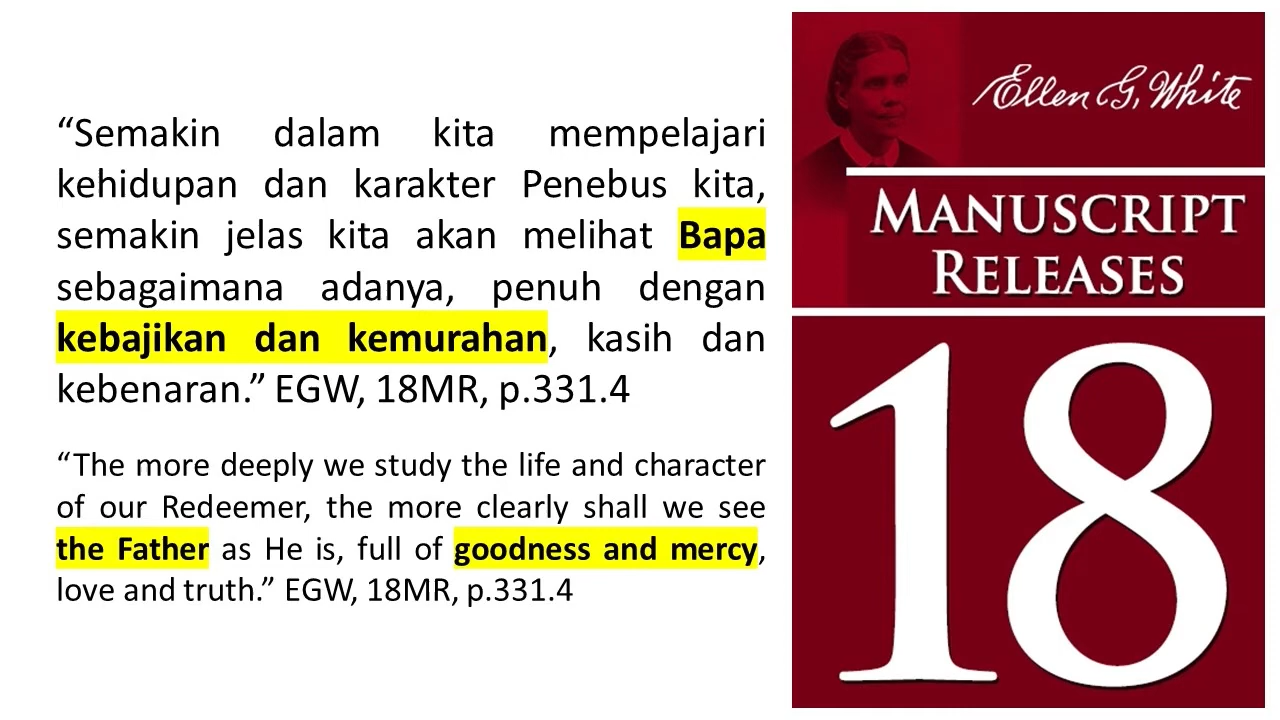 “Semakin dalam kita mempelajari
kehidupan dan karakter Penebus kita,
semakin jelas kita akan melihat Bapa
sebagaimana adanya, penuh dengan
kebajikan dan kemurahan, kasih dan
kebenaran.” EGW, 18MR, p.331.4
“The more deeply we study the life and character
of our Redeemer, the more clearly shall we see
the Father as He is, full of goodness and mercy,
love and truth.” EGW, 18MR, p.331.4
Ellen G. White
MANUSCRIPT
RELEASES
18